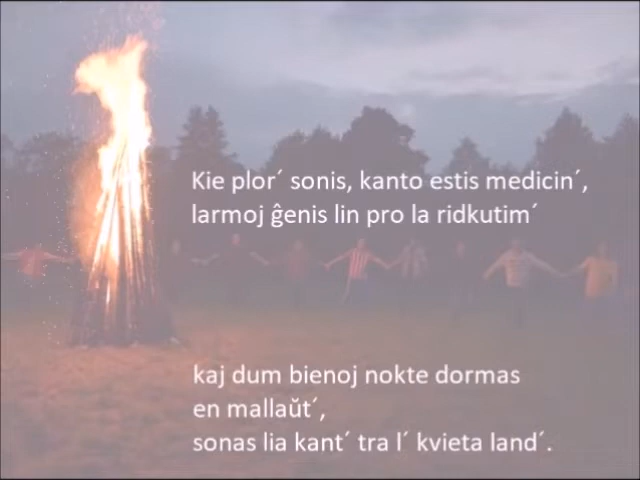 Kie plor´ sonis, kanto estis medicin´,
larmoj ĝenis lin pro la ridkutim´
kaj dum bienoj nokte dormas
en mallaŭt´,
sonas lia kant´ tra l´ kvieta land´.